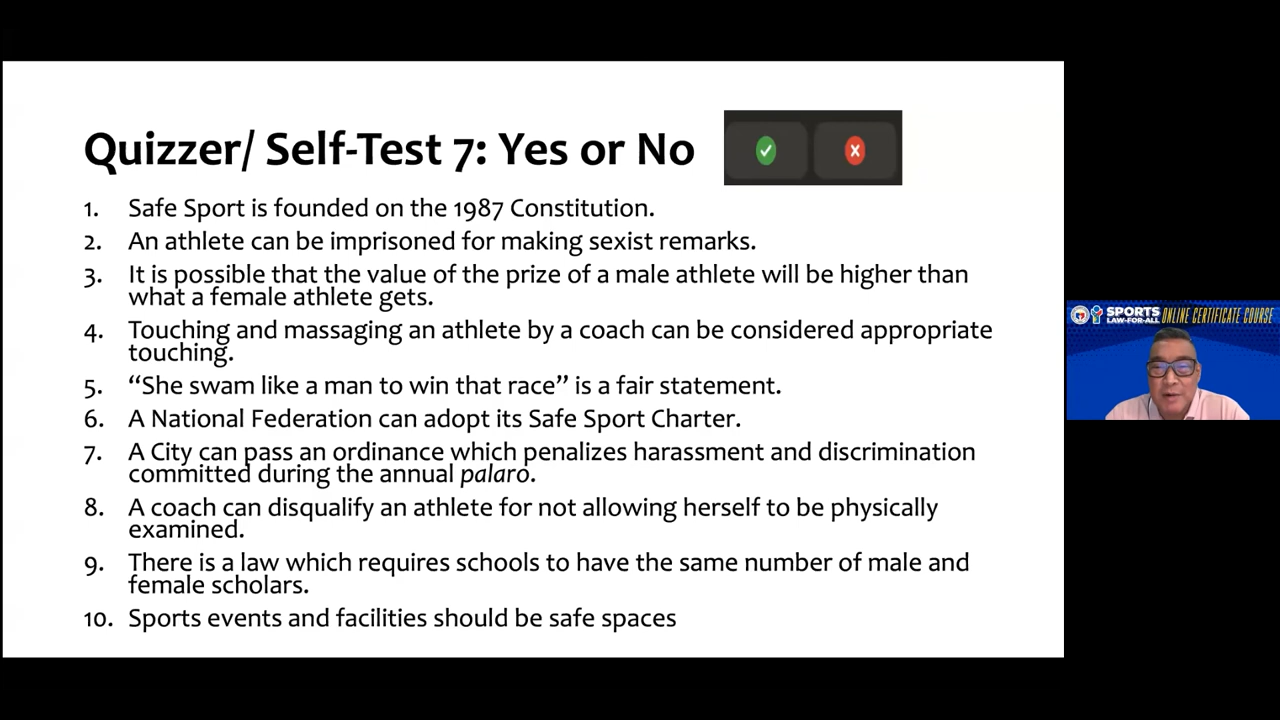 Quizzer/ Self-Test 7: Yes or No
1. Safe Sport is founded on the 1987 Constitution.
2. An athlete can be imprisoned for making sexist remarks.
3. It is possible that the value of the prize of a male athlete will be higher than
what a female athlete gets.
4. Touching and massaging an athlete by a coach can be considered appropriate
touching.
5. “She swam like a man to win that race” is a fair statement.
6. A National Federation can adopt its Safe Sport Charter.
7. A City can pass an ordinance which penalizes harassment and discrimination
committed during the annual palaro.
8. A coach can disqualify an athlete for not allowing herself to be physically
examined.
9. There is a law which requires schools to have the same number of male and
female scholars.
10. Sports events and facilities should be safe spaces
SPORTS
LAW-FOR-ALL
ONLINE CERTIFICATE COURSE